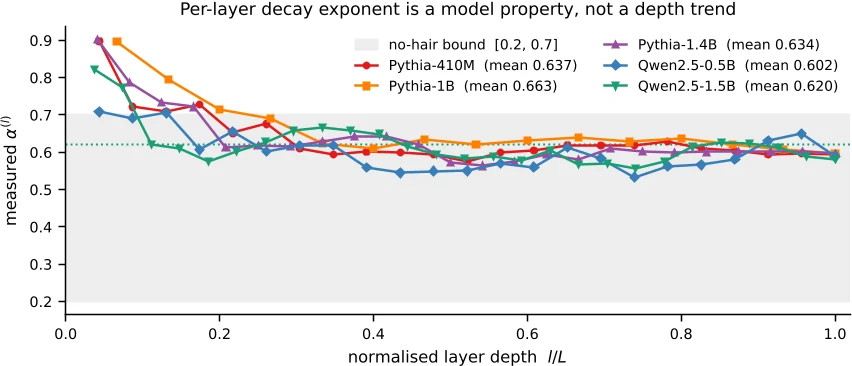 Per-layer decay exponent is a model property, not a depth trend
measured α^(l)
0.9
0.8
0.7
0.6
0.5
0.4
0.3
0.2
no-hair bound [0.2, 0.7]
Pythia-410M (mean 0.637)
Pythia-1B (mean 0.663)
Pythia-1.4B (mean 0.634)
Qwen2.5-0.5B (mean 0.602)
Qwen2.5-1.5B (mean 0.620)
0.0 0.2 0.4 0.6 0.8 1.0
normalised layer depth l/L